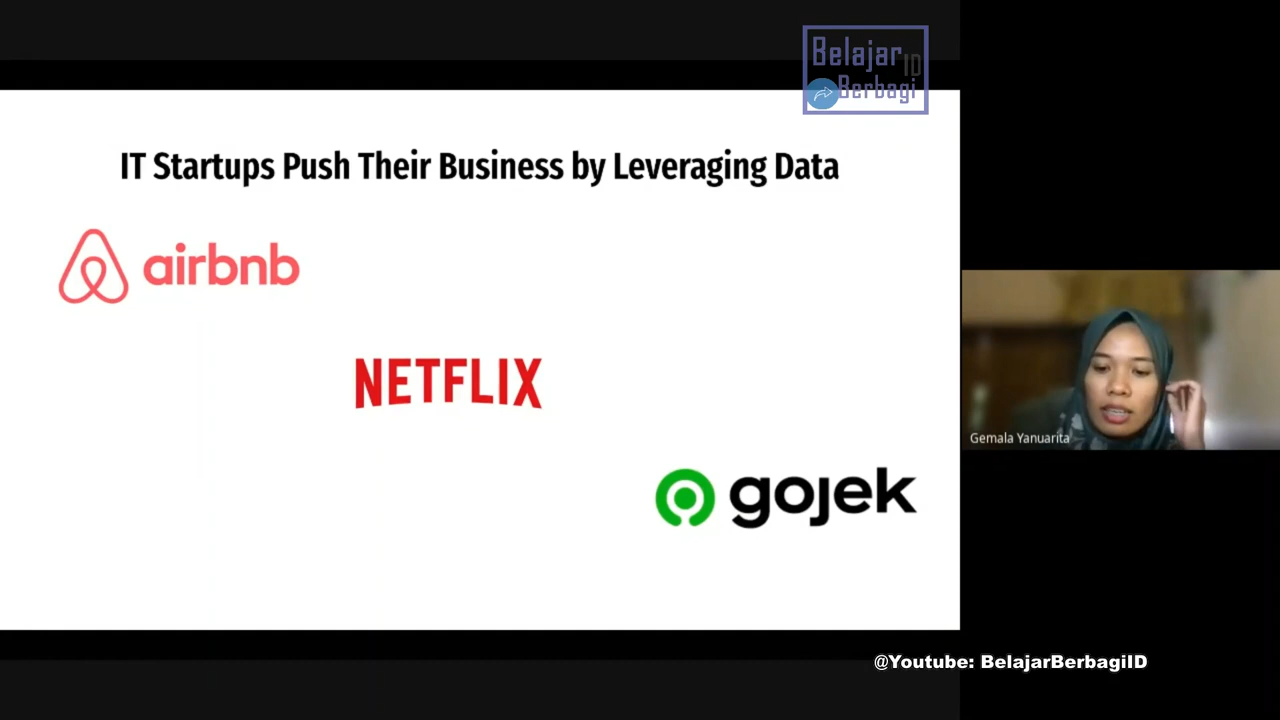 Belajar
ID
Berbagi
IT Startups Push Their Business by Leveraging Data
airbnb
NETFLIX
gojek
Gemala Yanuarita
@Youtube: BelajarBerbagiID